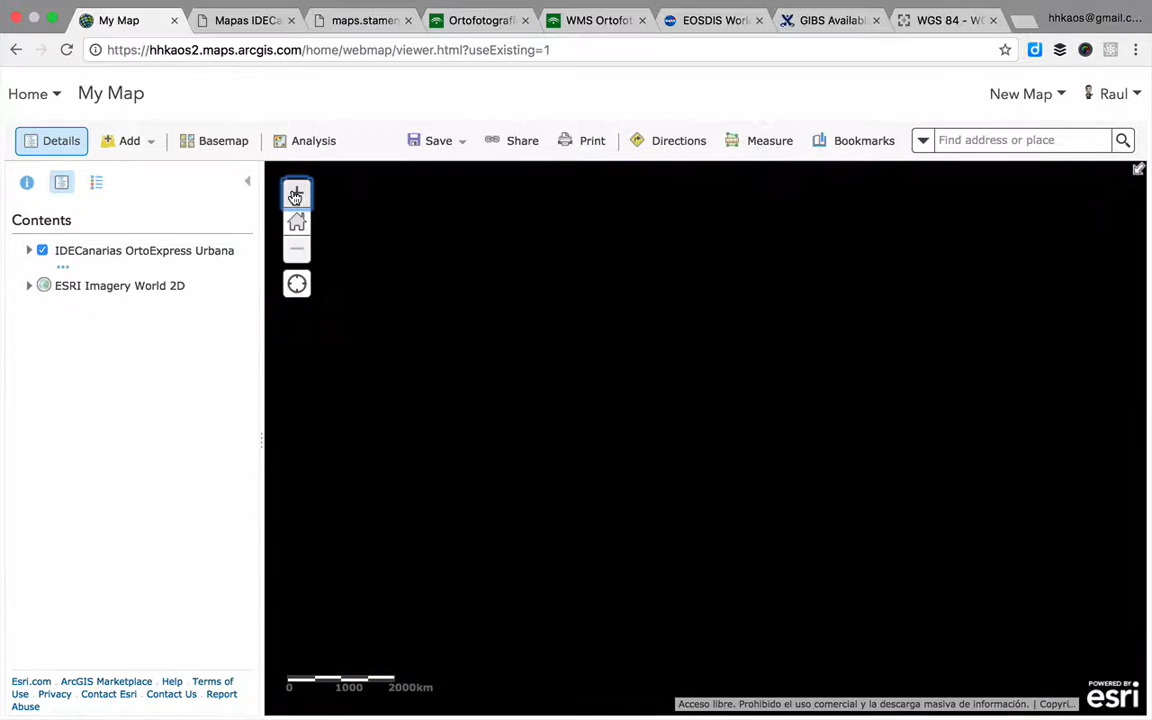 My Map
Mapas IDECa
maps.stamen
Ortofotografí
WMS Ortofot
EOSDIS Worl
GIBS Availabl
WGS 84 - WG
hhkaos@gmail.c...
https://hhkaos2.maps.arcgis.com/home/webmap/viewer.html?useExisting=1
Home
My Map
New Map
Raul
Details
Add
Basemap
Analysis
Save
Share
Print
Directions
Measure
Bookmarks
Find address or place
Contents
IDECanarias OrtoExpress Urbana
ESRI Imagery World 2D
Esri.com . ArcGIS Marketplace . Help . Terms of
Use . Privacy . Contact Esri . Contact Us . Report
Abuse
0 1000 2000km
Acceso libre. Prohibido el uso comercial y la descarga masiva de información. | Copyri...
POWERED BY
esri